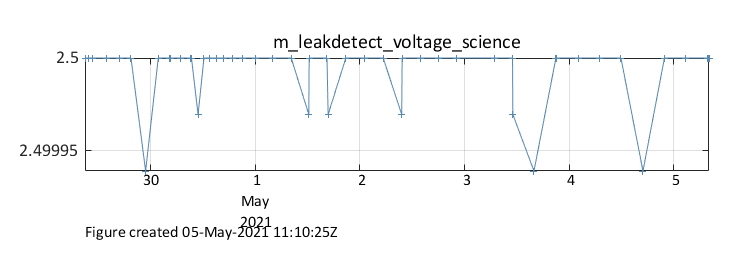 m_leakdetect_voltage_science
2.5
2.49995
30 1 2 3 4 5
May
2021
Figure created 05-May-2021 11:10:25Z